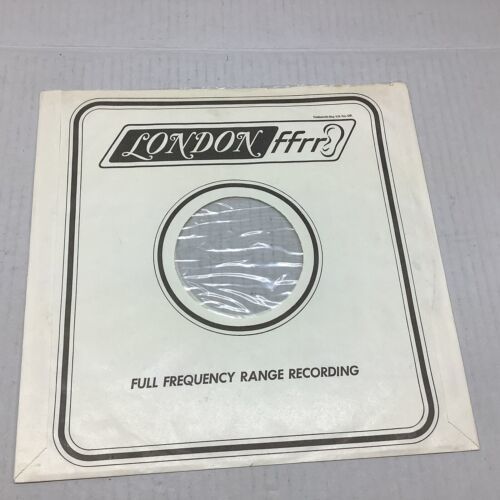 LONDON ffrr
FULL FREQUENCY RANGE RECORDING